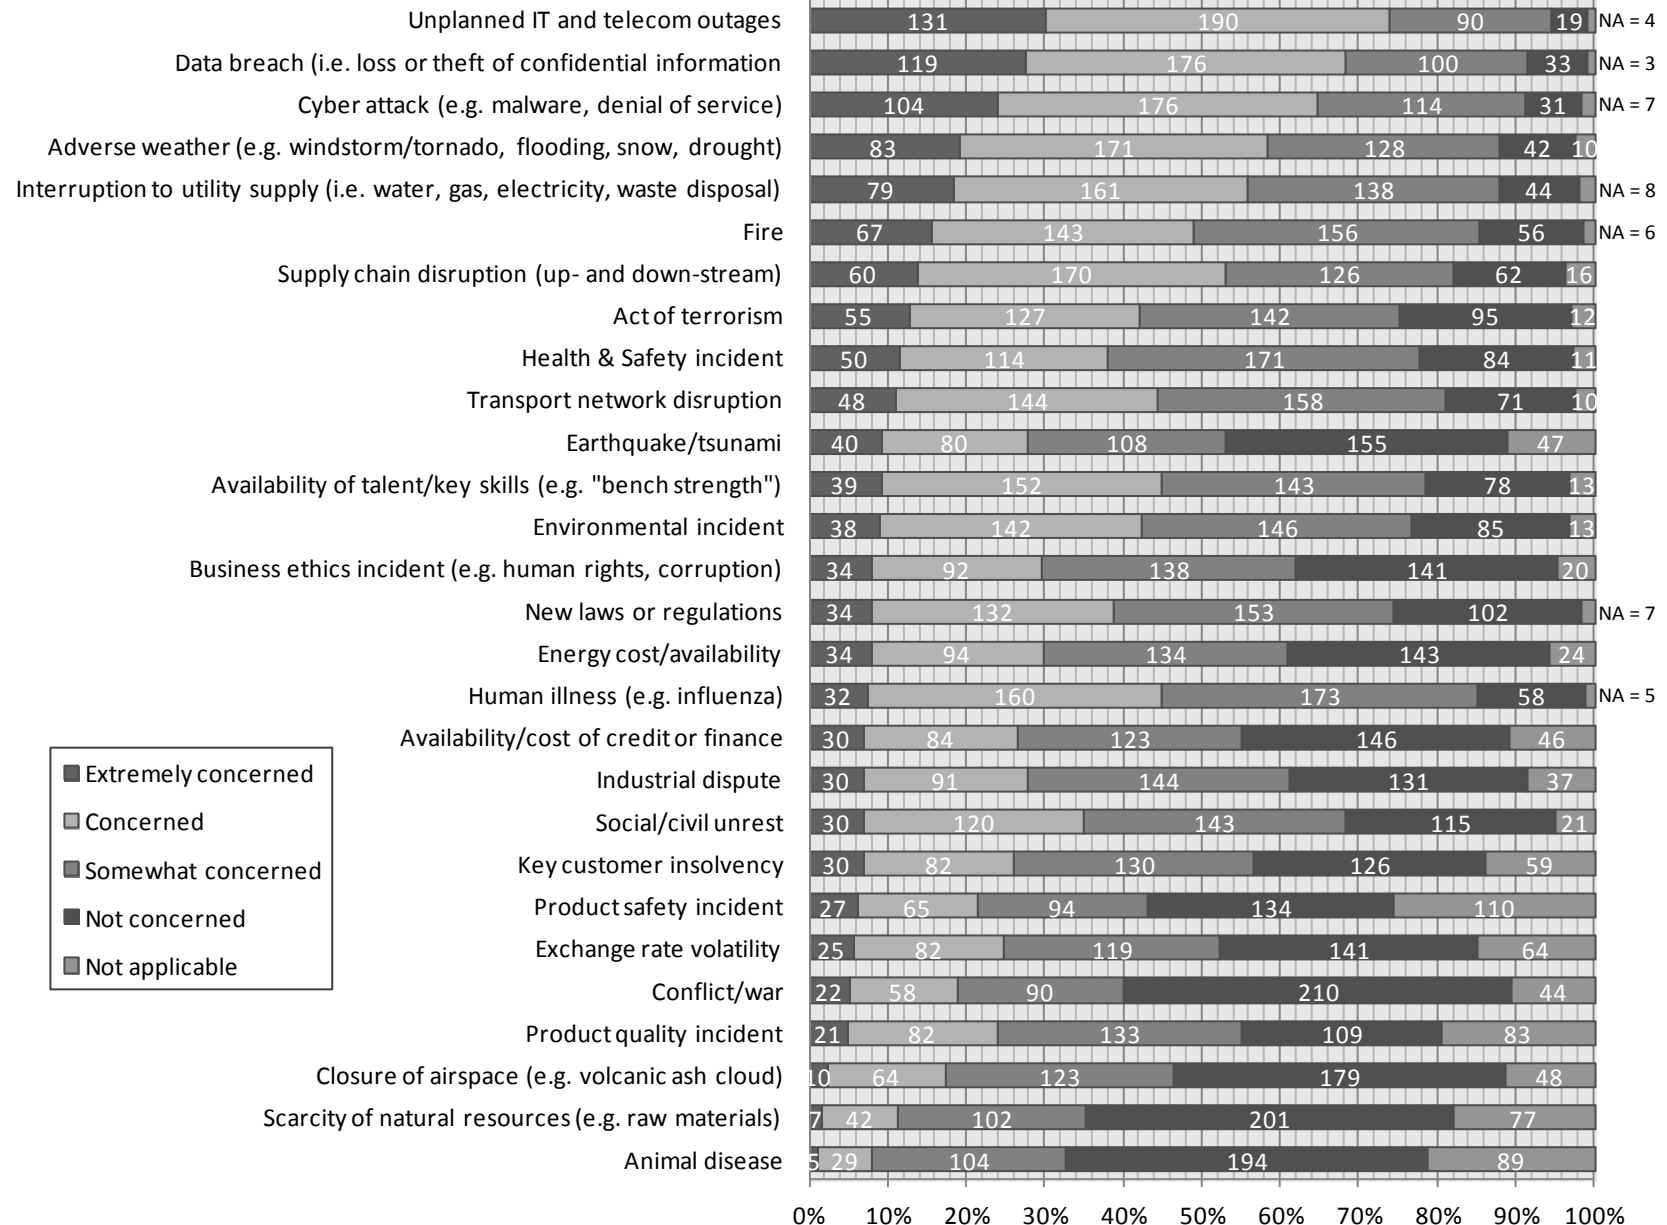 Unplanned IT and telecom outages 131 190 90 19 NA = 4
Data breach (i.e. loss or theft of confidential information 119 176 100 33 NA = 3
Cyber attack (e.g. malware, denial of service) 104 176 114 31 NA = 7
Adverse weather (e.g. windstorm/tornado, flooding, snow, drought) 83 171 128 42 10
Interruption to utility supply (i.e. water, gas, electricity, waste disposal) 79 161 138 44 NA = 8
Fire 67 143 156 56 NA = 6
Supply chain disruption (up- and down-stream) 60 170 126 62 16
Act of terrorism 55 127 142 95 12
Health & Safety incident 50 114 171 84 11
Transport network disruption 48 144 158 71 10
Earthquake/tsunami 40 80 108 155 47
Availability of talent/key skills (e.g. "bench strength") 39 152 143 78 13
Environmental incident 38 142 146 85 13
Business ethics incident (e.g. human rights, corruption) 34 92 138 141 20
New laws or regulations 34 132 153 102 NA = 7
Energy cost/availability 34 94 134 143 24
Human illness (e.g. influenza) 32 160 173 58 NA = 5
Availability/cost of credit or finance 30 84 123 146 46
Industrial dispute 30 91 144 131 37
Social/civil unrest 30 120 143 115 21
Key customer insolvency 30 82 130 126 59
Product safety incident 27 65 94 134 110
Exchange rate volatility 25 82 119 141 64
Conflict/war 22 58 90 210 44
Product quality incident 21 82 133 109 83
Closure of airspace (e.g. volcanic ash cloud) 10 64 123 179 48
Scarcity of natural resources (e.g. raw materials) 7 42 102 201 77
Animal disease 5 29 104 194 89
0% 10% 20% 30% 40% 50% 60% 70% 80% 90% 100%
Extremely concerned
Concerned
Somewhat concerned
Not concerned
Not applicable